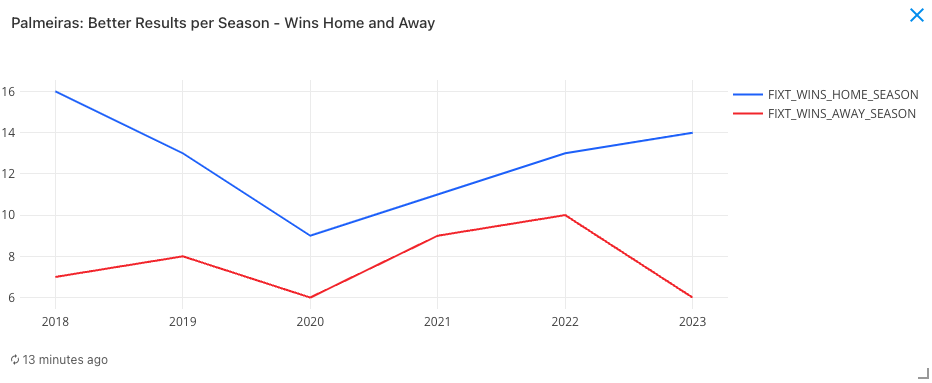 Palmeiras: Better Results per Season - Wins Home and Away
16
14
12
10
8
6
2018 2019 2020 2021 2022 2023
FIXT_WINS_HOME_SEASON
FIXT_WINS_AWAY_SEASON
13 minutes ago